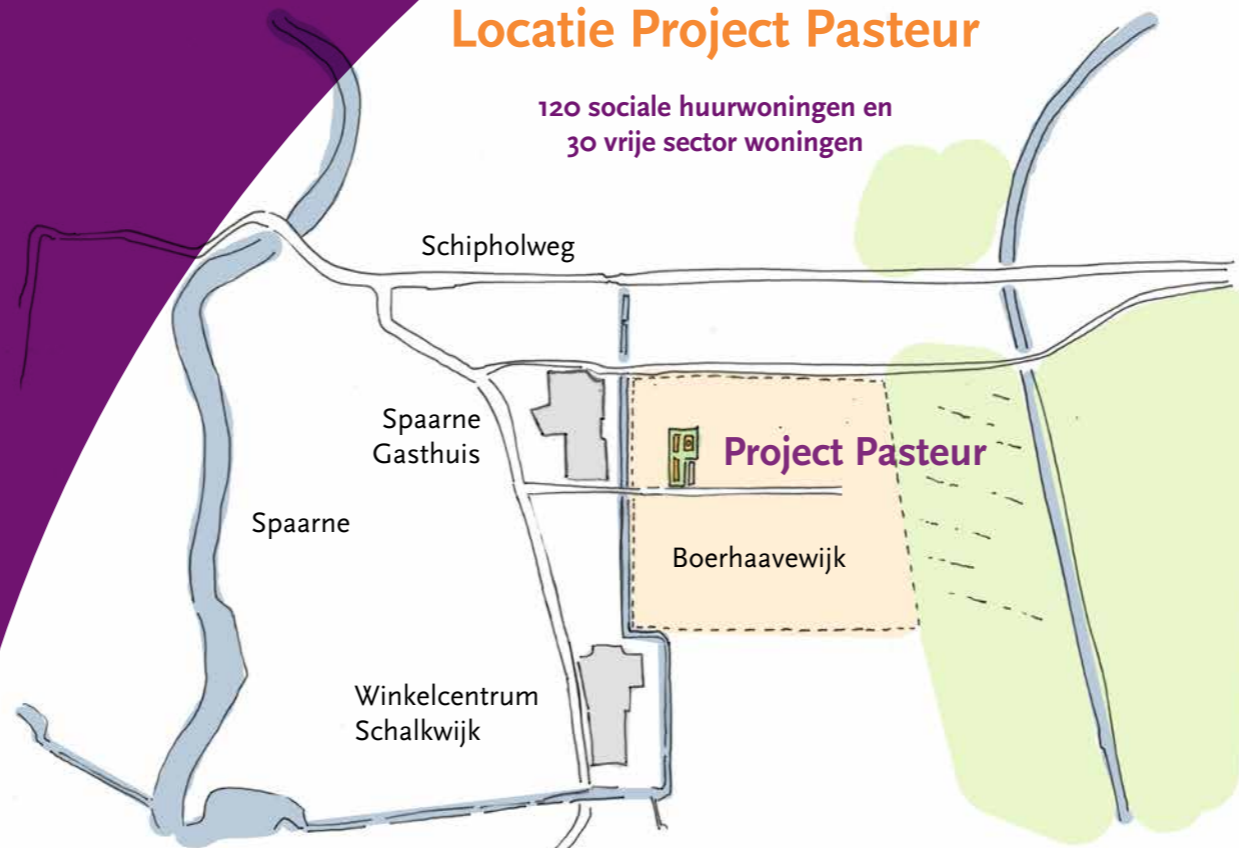 Locatie Project Pasteur
120 sociale huurwoningen en
30 vrije sector woningen
Schipholweg
Spaarne
Gasthuis
Project Pasteur
Spaarne
Boerhaavewijk
Winkelcentrum
Schalkwijk